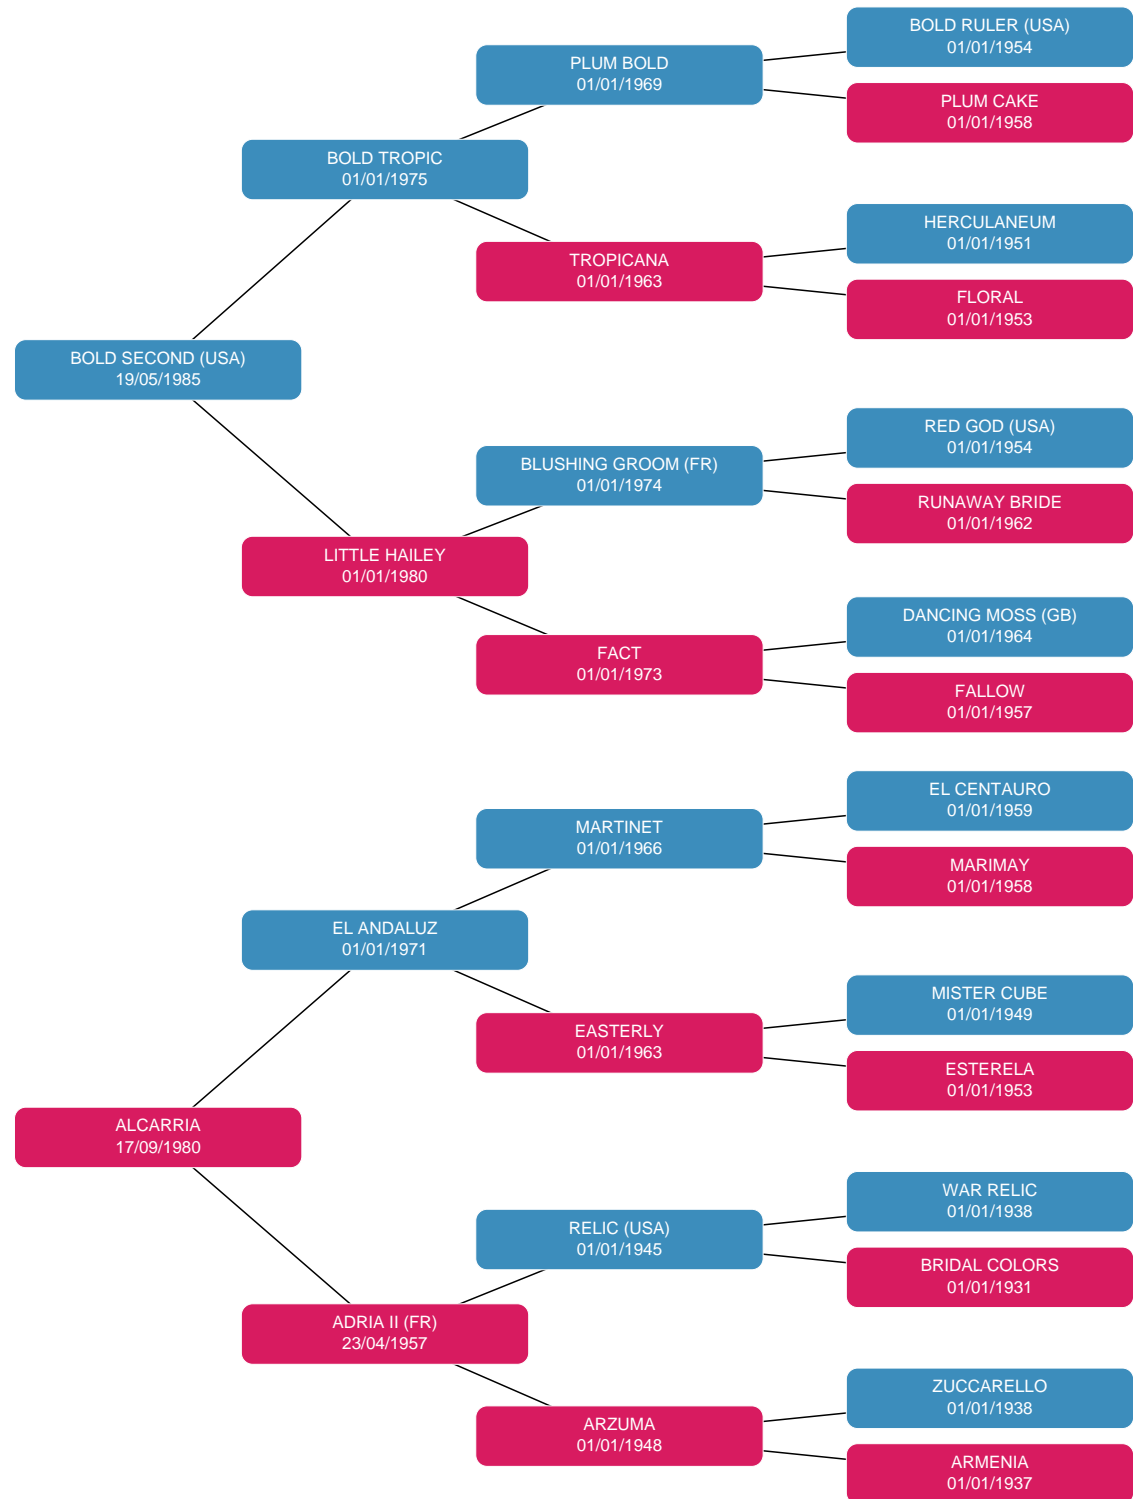 BOLD RULER (USA)
01/01/1954
PLUM BOLD
01/01/1969
PLUM CAKE
01/01/1958
BOLD TROPIC
01/01/1975
HERCULANEUM
01/01/1951
TROPICANA
01/01/1963
FLORAL
01/01/1953
BOLD SECOND (USA)
19/05/1985
RED GOD (USA)
01/01/1954
BLUSHING GROOM (FR)
01/01/1974
RUNAWAY BRIDE
01/01/1962
LITTLE HAILEY
01/01/1980
DANCING MOSS (GB)
01/01/1964
FACT
01/01/1973
FALLOW
01/01/1957
EL CENTAURO
01/01/1959
MARTINET
01/01/1966
MARIMAY
01/01/1958
EL ANDALUZ
01/01/1971
MISTER CUBE
01/01/1949
EASTERLY
01/01/1963
ESTERELA
01/01/1953
ALCARRIA
17/09/1980
WAR RELIC
01/01/1938
RELIC (USA)
01/01/1945
BRIDAL COLORS
01/01/1931
ADRIA II (FR)
23/04/1957
ZUCCARELLO
01/01/1938
ARZUMA
01/01/1948
ARMENIA
01/01/1937